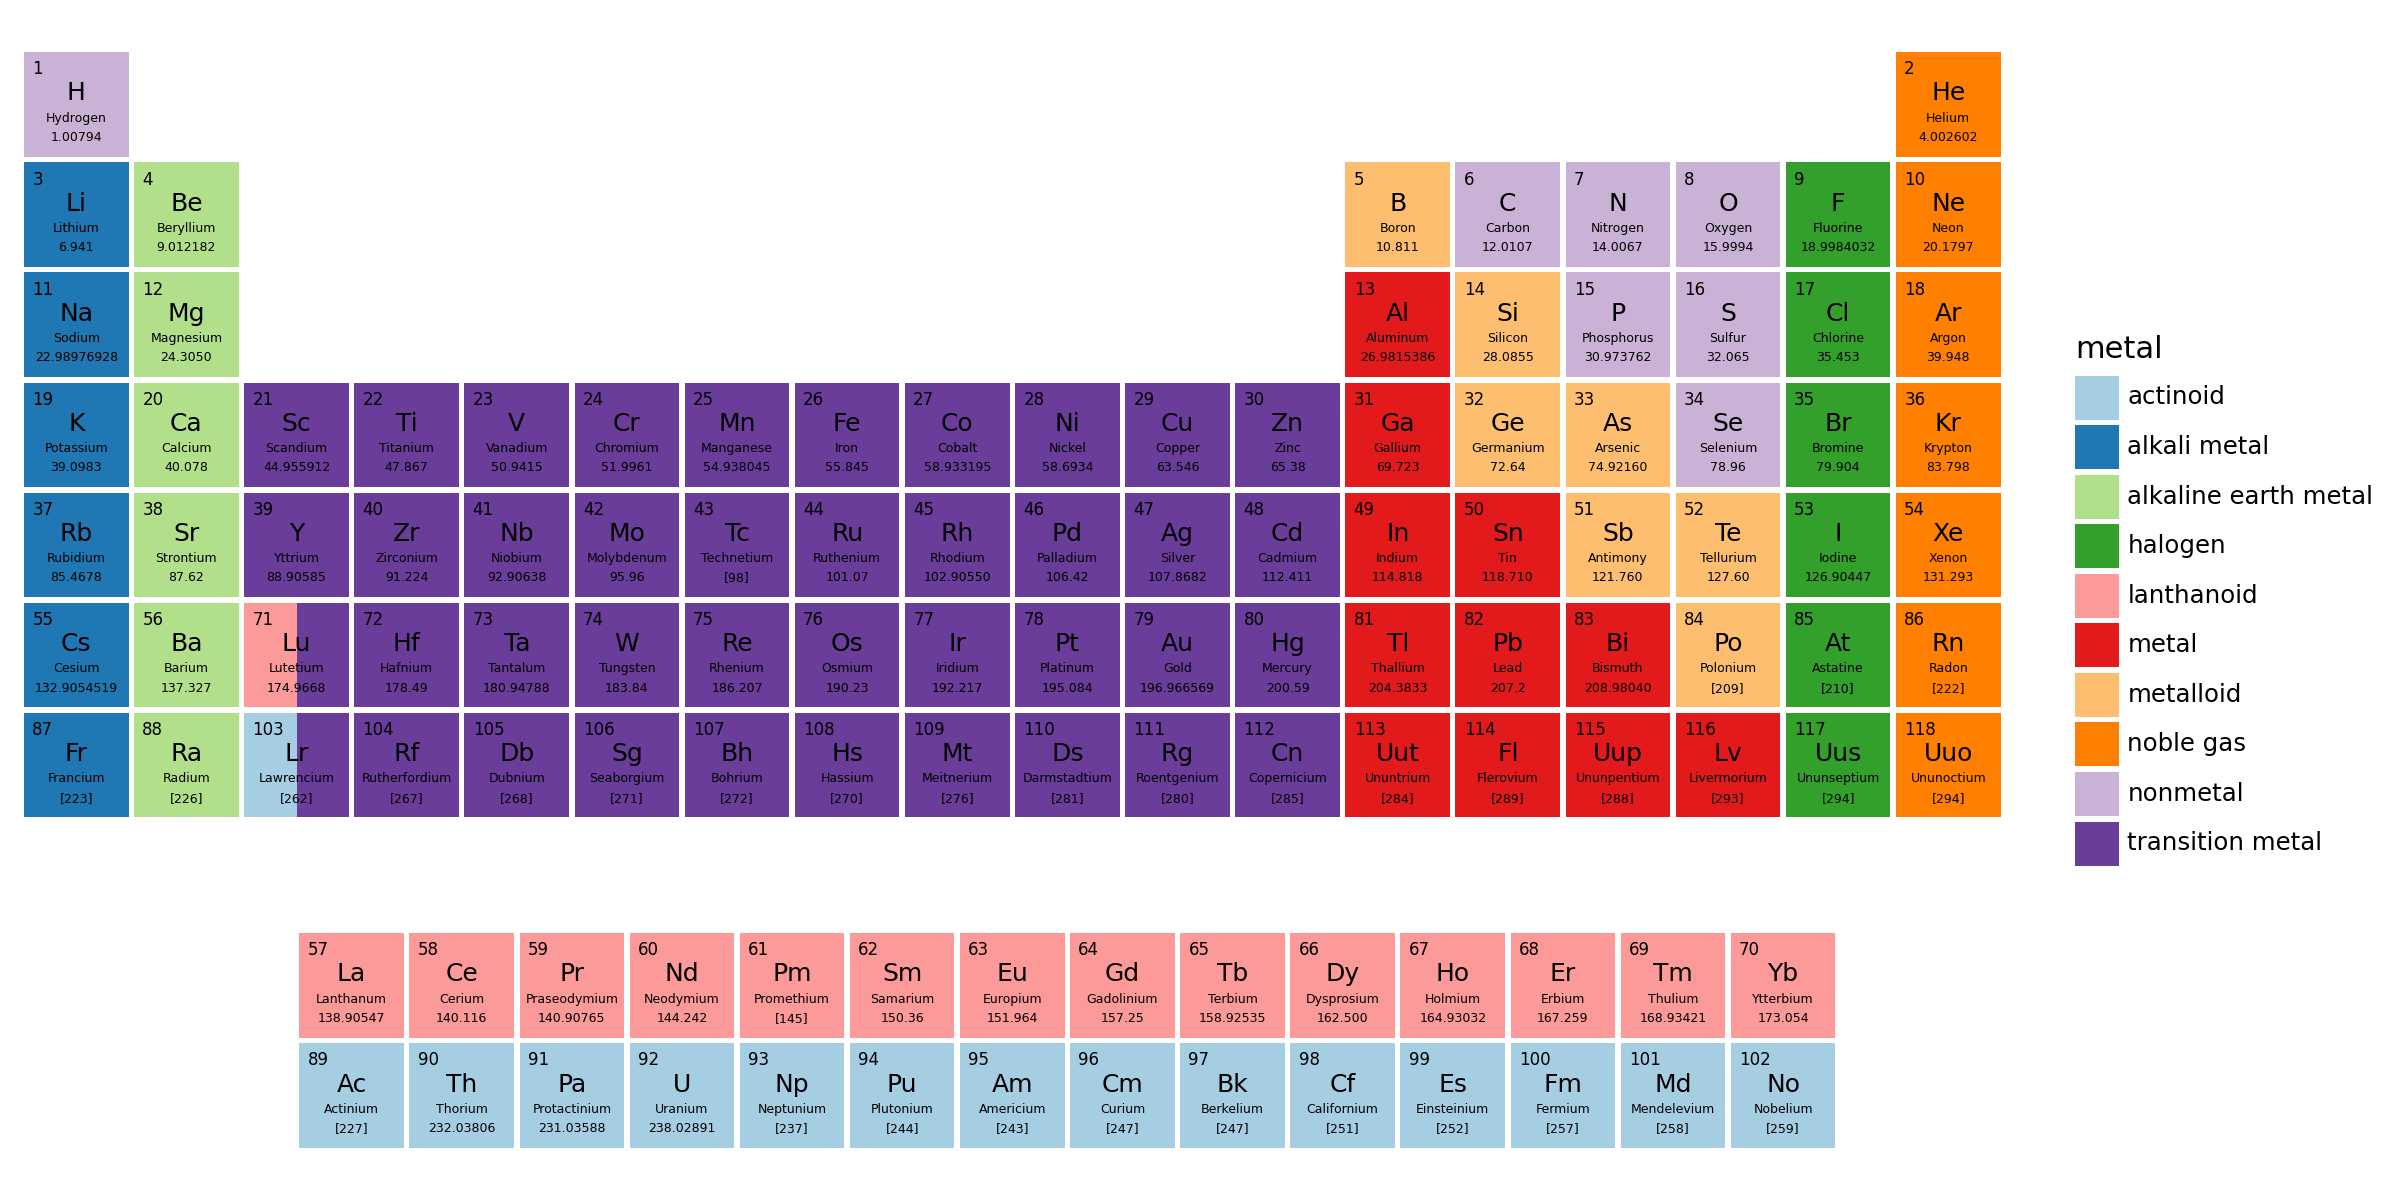 1
H
Hydrogen
1.00794
2
He
Helium
4.002602
3
Li
Lithium
6.941
4
Be
Beryllium
9.012182
5
B
Boron
10.811
6
C
Carbon
12.0107
7
N
Nitrogen
14.0067
8
O
Oxygen
15.9994
9
F
Fluorine
18.9984032
10
Ne
Neon
20.1797
11
Na
Sodium
22.98976928
12
Mg
Magnesium
24.3050
13
Al
Aluminum
26.9815386
14
Si
Silicon
28.0855
15
P
Phosphorus
30.973762
16
S
Sulfur
32.065
17
Cl
Chlorine
35.453
18
Ar
Argon
39.948
19
K
Potassium
39.0983
20
Ca
Calcium
40.078
21
Sc
Scandium
44.955912
22
Ti
Titanium
47.867
23
V
Vanadium
50.9415
24
Cr
Chromium
51.9961
25
Mn
Manganese
54.938045
26
Fe
Iron
55.845
27
Co
Cobalt
58.933195
28
Ni
Nickel
58.6934
29
Cu
Copper
63.546
30
Zn
Zinc
65.38
31
Ga
Gallium
69.723
32
Ge
Germanium
72.64
33
As
Arsenic
74.92160
34
Se
Selenium
78.96
35
Br
Bromine
79.904
36
Kr
Krypton
83.798
37
Rb
Rubidium
85.4678
38
Sr
Strontium
87.62
39
Y
Yttrium
88.90585
40
Zr
Zirconium
91.224
41
Nb
Niobium
92.90638
42
Mo
Molybdenum
95.96
43
Tc
Technetium
[98]
44
Ru
Ruthenium
101.07
45
Rh
Rhodium
102.90550
46
Pd
Palladium
106.42
47
Ag
Silver
107.8682
48
Cd
Cadmium
112.411
49
In
Indium
114.818
50
Sn
Tin
118.710
51
Sb
Antimony
121.760
52
Te
Tellurium
127.60
53
I
Iodine
126.90447
54
Xe
Xenon
131.293
55
Cs
Cesium
132.9054519
56
Ba
Barium
137.327
71
Lu
Lutetium
174.9668
72
Hf
Hafnium
178.49
73
Ta
Tantalum
180.94788
74
W
Tungsten
183.84
75
Re
Rhenium
186.207
76
Os
Osmium
190.23
77
Ir
Iridium
192.217
78
Pt
Platinum
195.084
79
Au
Gold
196.966569
80
Hg
Mercury
200.59
81
Tl
Thallium
204.3833
82
Pb
Lead
207.2
83
Bi
Bismuth
208.98040
84
Po
Polonium
[209]
85
At
Astatine
[210]
86
Rn
Radon
[222]
87
Fr
Francium
[223]
88
Ra
Radium
[226]
103
Lr
Lawrencium
[262]
104
Rf
Rutherfordium
[267]
105
Db
Dubnium
[268]
106
Sg
Seaborgium
[271]
107
Bh
Bohrium
[272]
108
Hs
Hassium
[270]
109
Mt
Meitnerium
[276]
110
Ds
Darmstadtium
[281]
111
Rg
Roentgenium
[280]
112
Cn
Copernicium
[285]
113
Uut
Ununtrium
[284]
114
Fl
Flerovium
[289]
115
Uup
Ununpentium
[288]
116
Lv
Livermorium
[293]
117
Uus
Ununseptium
[294]
118
Uuo
Ununoctium
[294]
57
La
Lanthanum
138.90547
58
Ce
Cerium
140.116
59
Pr
Praseodymium
140.90765
60
Nd
Neodymium
144.242
61
Pm
Promethium
[145]
62
Sm
Samarium
150.36
63
Eu
Europium
151.964
64
Gd
Gadolinium
157.25
65
Tb
Terbium
158.92535
66
Dy
Dysprosium
162.500
67
Ho
Holmium
164.93032
68
Er
Erbium
167.259
69
Tm
Thulium
168.93421
70
Yb
Ytterbium
173.054
89
Ac
Actinium
[227]
90
Th
Thorium
232.03806
91
Pa
Protactinium
231.03588
92
U
Uranium
238.02891
93
Np
Neptunium
[237]
94
Pu
Plutonium
[244]
95
Am
Americium
[243]
96
Cm
Curium
[247]
97
Bk
Berkelium
[247]
98
Cf
Californium
[251]
99
Es
Einsteinium
[252]
100
Fm
Fermium
[257]
101
Md
Mendelevium
[258]
102
No
Nobelium
[259]
metal
actinoid
alkali metal
alkaline earth metal
halogen
lanthanoid
metal
metalloid
noble gas
nonmetal
transition metal